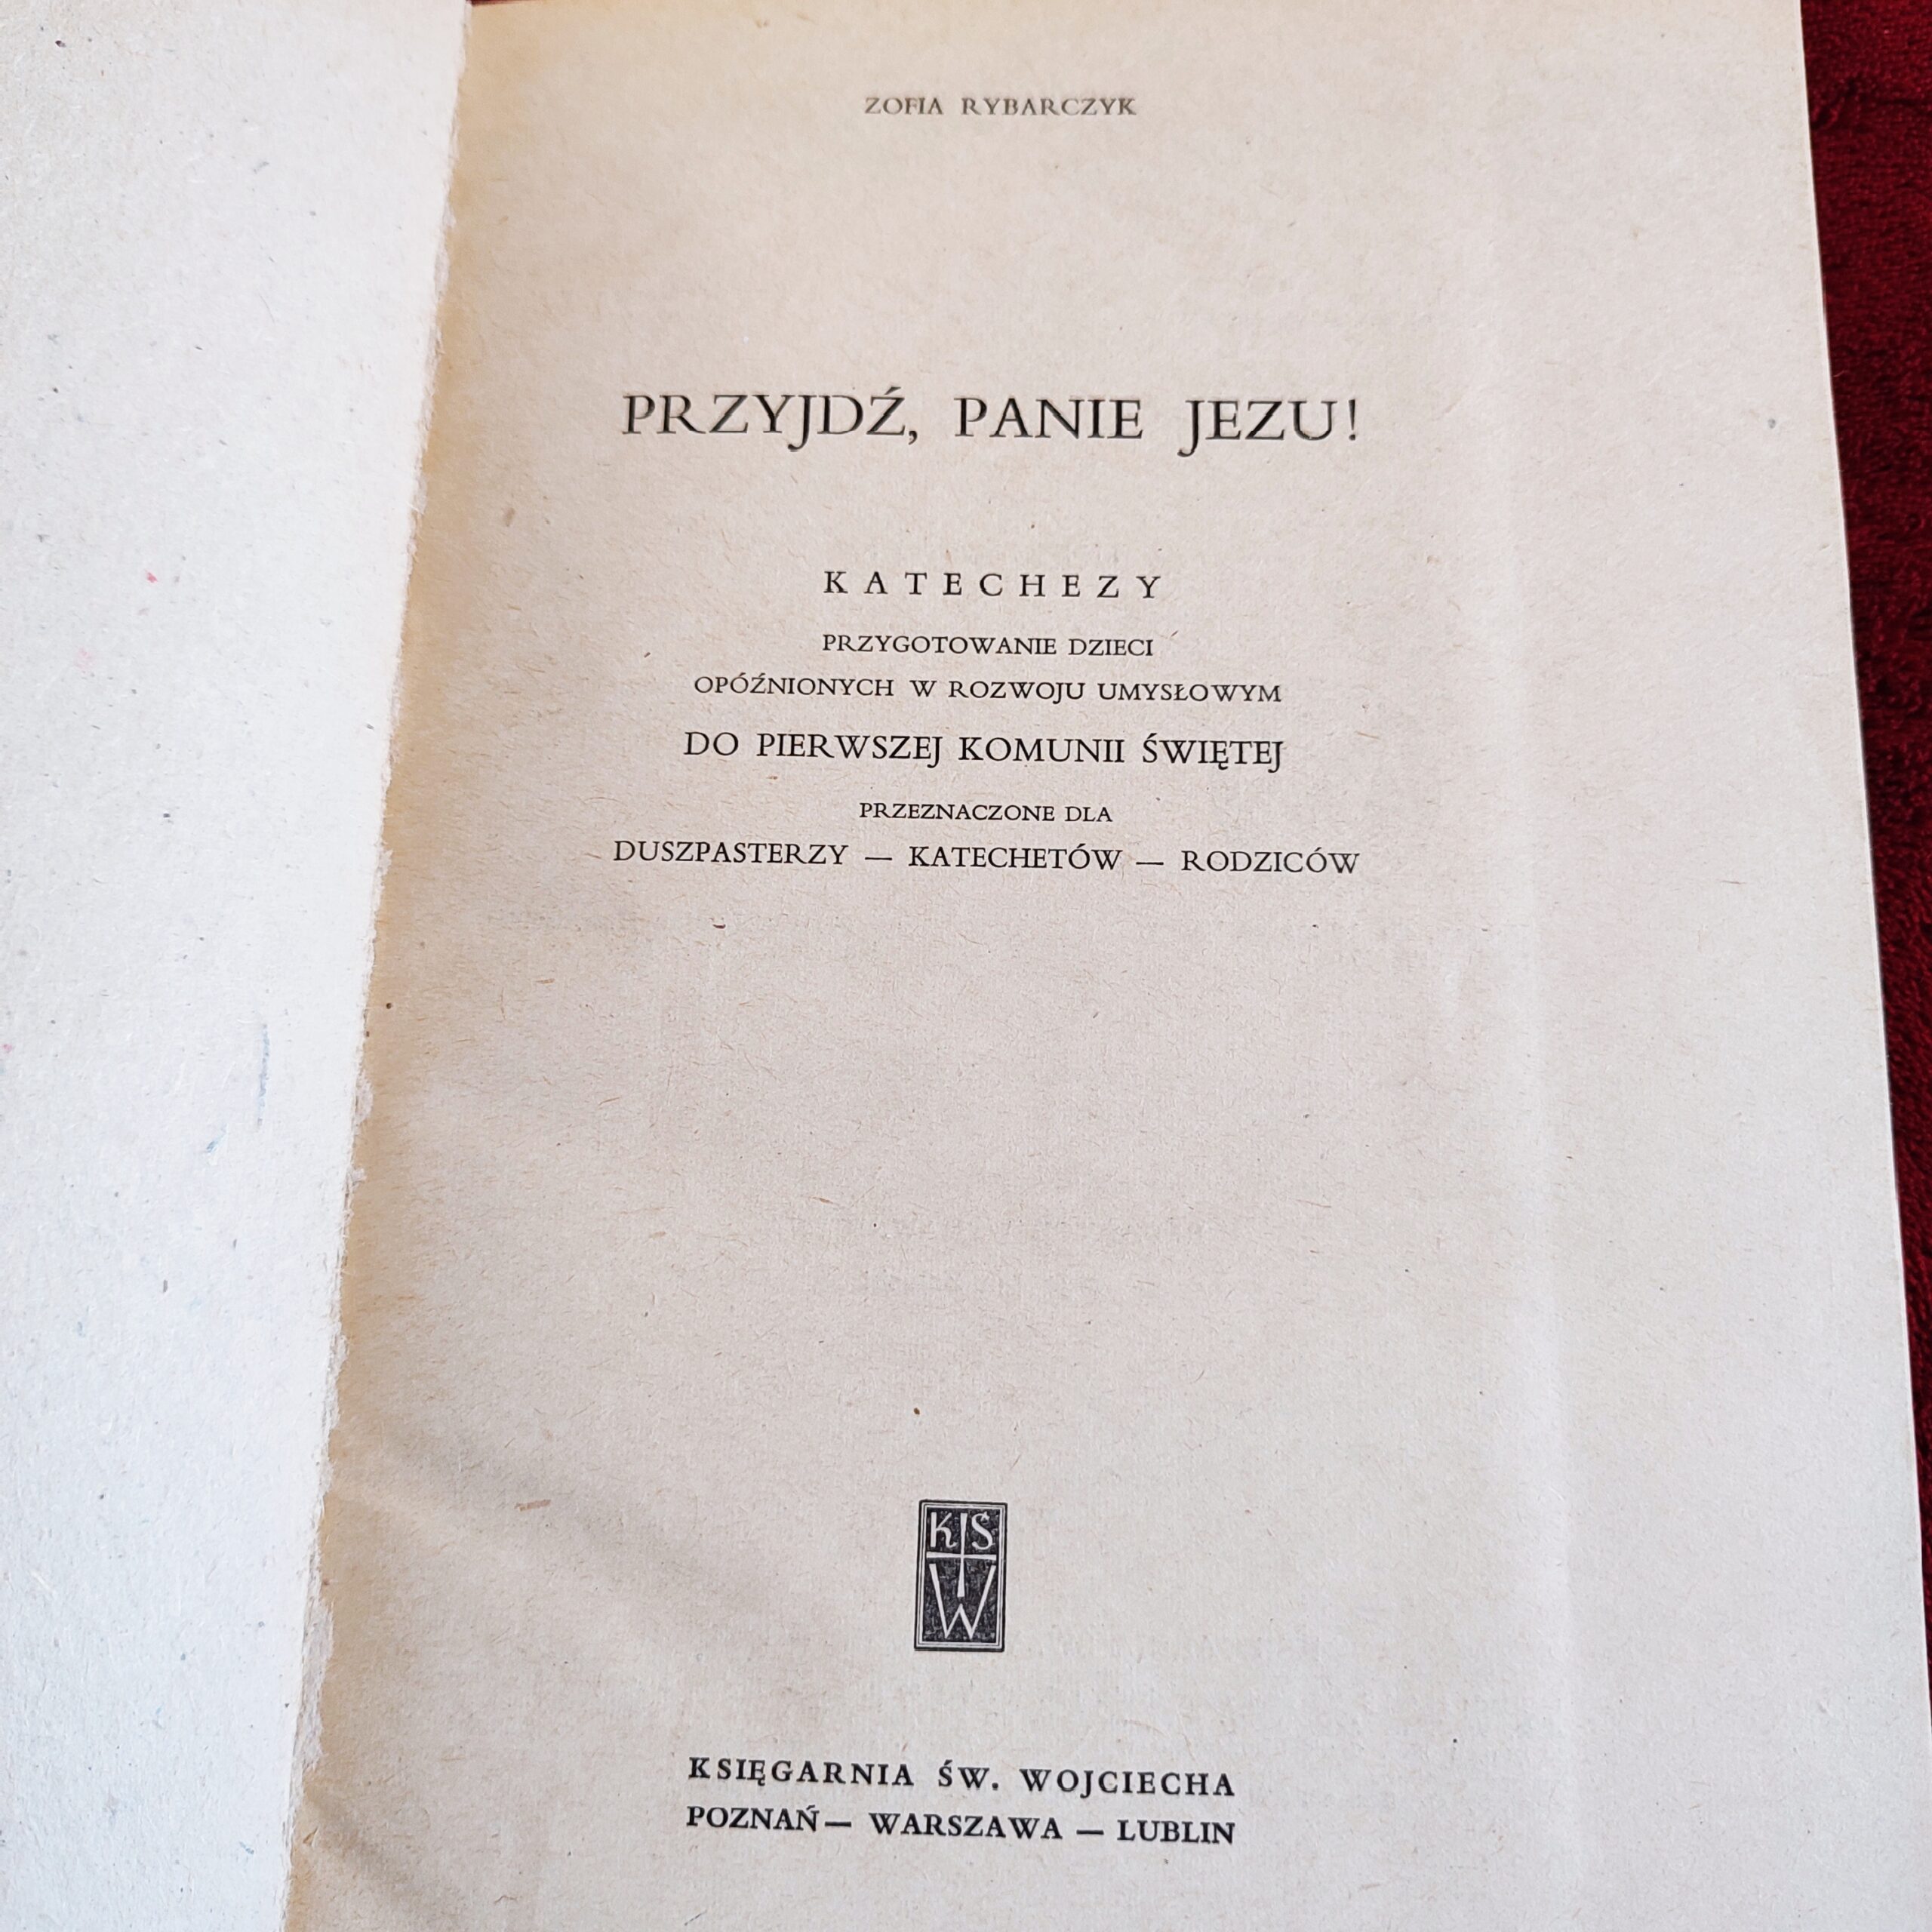 ZOFIA RYBARCZYK
PRZYJDŹ, PANIE JEZU!
KATECHEZY
PRZYGOTOWANIE DZIECI
OPÓŹNIONYCH W ROZWOJU UMYSŁOWYM
DO PIERWSZEJ KOMUNII ŚWIĘTEJ
PRZEZNACZONE DLA
DUSZPASTERZY — KATECHETÓW — RODZICÓW
KS
W
KSIĘGARNIA ŚW. WOJCIECHA
POZNAŃ — WARSZAWA — LUBLIN